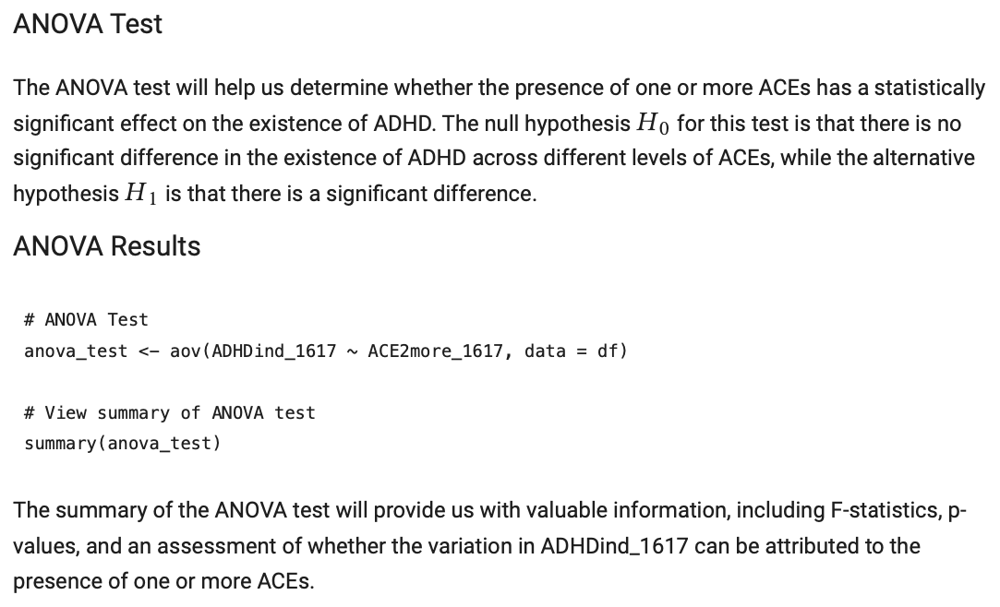 ANOVA Test
The ANOVA test will help us determine whether the presence of one or more ACEs has a statistically
significant effect on the existence of ADHD. The null hypothesis H₀ for this test is that there is no
significant difference in the existence of ADHD across different levels of ACEs, while the alternative
hypothesis H₁ is that there is a significant difference.
ANOVA Results
# ANOVA Test
anova_test <- aov(ADHDind_1617 ~ ACE2more_1617, data = df)
# View summary of ANOVA test
summary(anova_test)
The summary of the ANOVA test will provide us with valuable information, including F-statistics, p-
values, and an assessment of whether the variation in ADHDind_1617 can be attributed to the
presence of one or more ACEs.